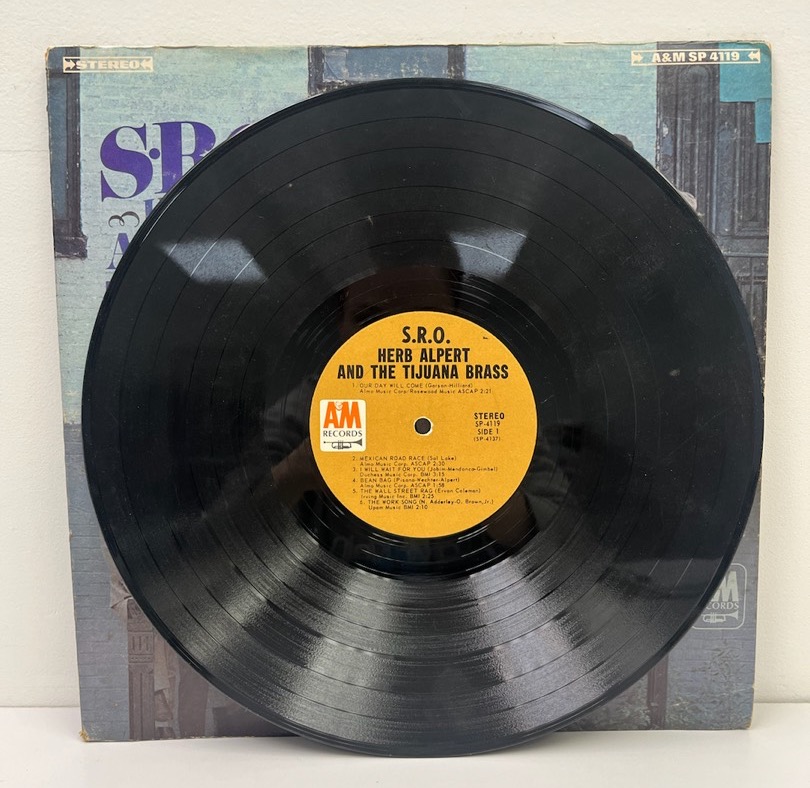 STEREO
A&M SP 4119
S.R.
S.R.O.
HERB ALPERT
AND THE TIJUANA BRASS
1. OUR DAY WILL COME (Garson-Hilliard)
Almo Music Corp/Rosewood Music ASCAP 2:21
A&M
RECORDS
STEREO
SP-4119
SIDE 1
(SP-4137)
2. MEXICAN ROAD RACE (Sol Lake)
Almo Music Corp. ASCAP 2:30
3. I WILL WAIT FOR YOU (Jobim-Mendonca-Gimbel)
Duchess Music Corp. BMI 3:15
4. BEAN BAG (Pisano-Wechter-Alpert)
Almo Music Corp. ASCAP 1:58
5. THE WALL STREET RAG (Ervan Coleman)
Irving Music Inc. BMI 2:25
6. THE WORK SONG (N. Adderley-O. Brown, Jr.)
Upam Music BMI 2:10